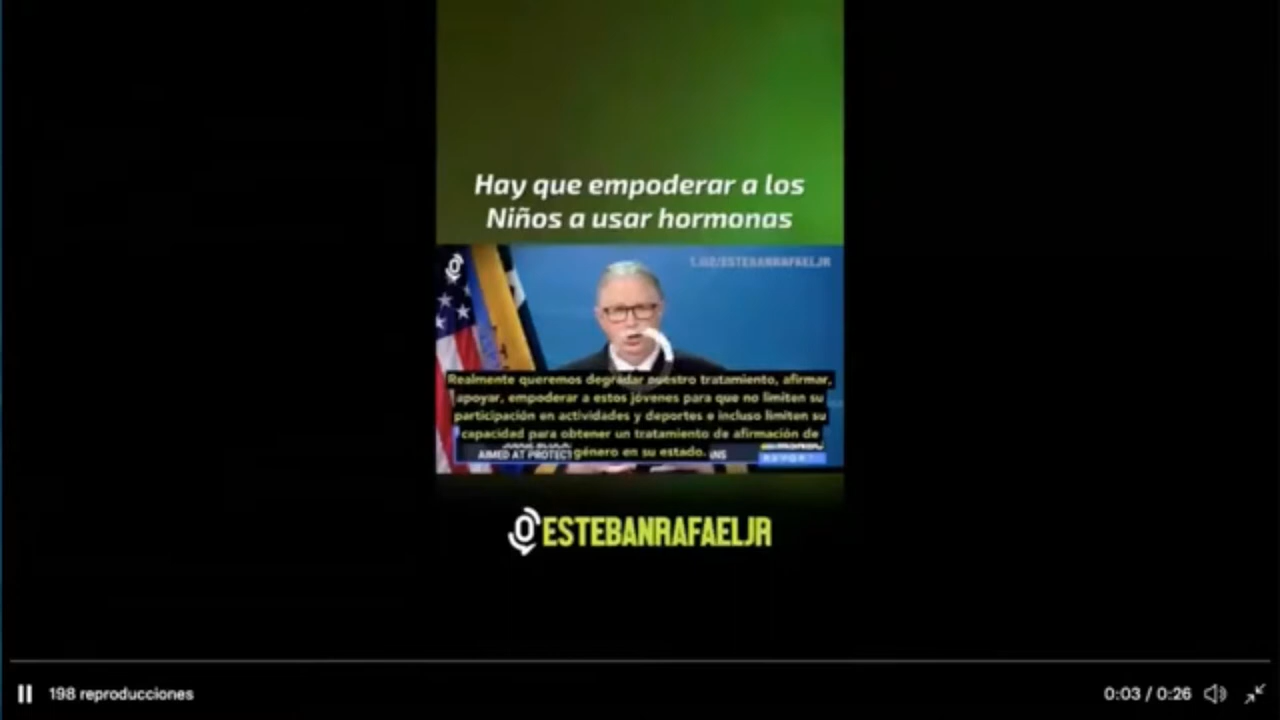 Hay que empoderar a los
Niños a usar hormonas
T.ME/ESTEBANRAFAELJR
Realmente queremos degradar nuestro tratamiento, afirmar,
apoyar, empoderar a estos jóvenes para que no limiten su
participación en actividades y deportes e incluso limiten su
capacidad para obtener un tratamiento de afirmación de
género en su estado.
AIMED AT PROTECT
ESTEBANRAFAELJR
198 reproducciones
0:03 / 0:26